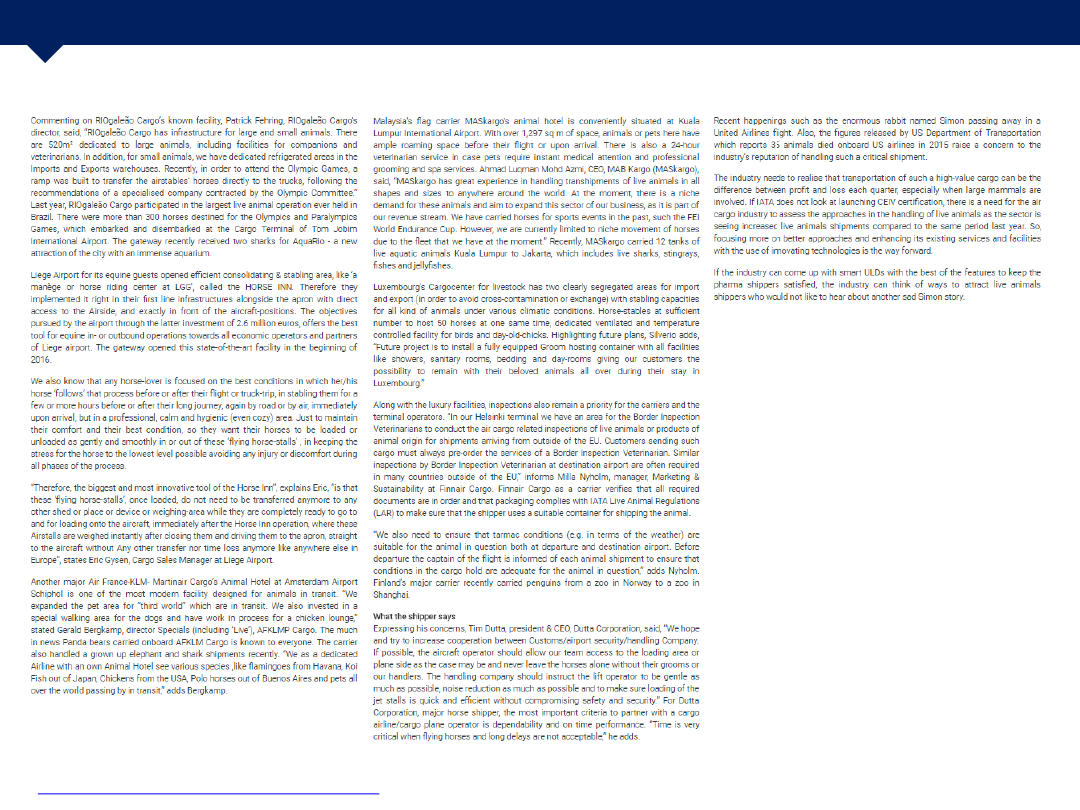 Commenting on RIOgaleão Cargo's known facility, Patrick Fehring, RIOgaleão Cargo's
director, said, "RIOgaleão Cargo has infrastructure for large and small animals. There
are 520m² dedicated to large animals, including facilities for companions and
veterinarians. In addition, for small animals, we have dedicated refrigerated areas in the
Imports and Exports warehouses. Recently, in order to attend the Olympic Games, a
ramp was built to transfer the airstables' horses directly to the trucks, following the
recommendations of a specialised company contracted by the Olympic Committee."
Last year, RIOgaleão Cargo participated in the largest live animal operation ever held in
Brazil. There were more than 300 horses destined for the Olympics and Paralympics
Games, which embarked and disembarked at the Cargo Terminal of Tom Jobim
International Airport. The gateway recently received two sharks for AquaRio - a new
attraction of the city with an immense aquarium.
Liege Airport for its equine guests opened efficient consolidating & stabling area, like 'a
manège or horse riding center at LGG', called the HORSE INN. Therefore they
implemented it right in their first line infrastructures alongside the apron with direct
access to the Airside, and exactly in front of the aircraft-positions. The objectives
pursued by the airport through the latter investment of 2.6 million euros, offers the best
tool for equine in- or outbound operations towards all economic operators and partners
of Liege airport. The gateway opened this state-of-the-art facility in the beginning of
2016.
We also know that any horse-lover is focused on the best conditions in which her/his
horse 'follows' that process before or after their flight or truck-trip, in stabling them for a
few or more hours before or after their long journey, again by road or by air, immediately
upon arrival, but in a professional, calm and hygienic (even cozy) area. Just to maintain
their comfort and their best condition, so they want their horses to be loaded or
unloaded as gently and smoothly in or out of these 'flying horse-stalls' , in keeping the
stress for the horse to the lowest level possible avoiding any injury or discomfort during
all phases of the process.
"Therefore, the biggest and most innovative tool of the Horse Inn", explains Eric, "is that
these 'flying horse-stalls', once loaded, do not need to be transferred anymore to any
other shed or place or device or weighing-area while they are completely ready to go to
and for loading onto the aircraft, immediately after the Horse Inn operation, where these
Airstalls are weighed instantly after closing them and driving them to the apron, straight
to the aircraft without Any other transfer nor time loss anymore like anywhere else in
Europe", states Eric Gysen, Cargo Sales Manager at Liege Airport.
Another major Air France-KLM- Martinair Cargo's Animal Hotel at Amsterdam Airport
Schiphol is one of the most modern facility designed for animals in transit. "We
expanded the pet area for "third world" which are in transit. We also invested in a
special walking area for the dogs and have work in process for a chicken lounge,"
stated Gerald Bergkamp, director Specials (including 'Live'), AFKLMP Cargo. The much
in news Panda bears carried onboard AFKLM Cargo is known to everyone. The carrier
also handled a grown up elephant and shark shipments recently. "We as a dedicated
Airline with an own Animal Hotel see various species ,like flamingoes from Havana, Koi
Fish out of Japan, Chickens from the USA, Polo horses out of Buenos Aires and pets all
over the world passing by in transit," adds Bergkamp.
Malaysia's flag carrier MASkargo's animal hotel is conveniently situated at Kuala
Lumpur International Airport. With over 1,297 sq m of space, animals or pets here have
ample roaming space before their flight or upon arrival. There is also a 24-hour
veterinarian service in case pets require instant medical attention and professional
grooming and spa services. Ahmad Luqman Mohd Azmi, CEO, MAB Kargo (MASkargo),
said, "MASkargo has great experience in handling transhipments of live animals in all
shapes and sizes to anywhere around the world. At the moment, there is a niche
demand for these animals and aim to expand this sector of our business, as it is part of
our revenue stream. We have carried horses for sports events in the past, such the FEI
World Endurance Cup. However, we are currently limited to niche movement of horses
due to the fleet that we have at the moment." Recently, MASkargo carried 12 tanks of
live aquatic animals Kuala Lumpur to Jakarta, which includes live sharks, stingrays,
fishes and jellyfishes.
Luxembourg's Cargocenter for livestock has two clearly segregated areas for import
and export (in order to avoid cross-contamination or exchange) with stabling capacities
for all kind of animals under various climatic conditions. Horse-stables at sufficient
number to host 50 horses at one same time, dedicated ventilated and temperature
controlled facility for birds and day-old-chicks. Highlighting future plans, Silverio adds,
"Future project is to install a fully equipped Groom hosting container with all facilities
like showers, sanitary rooms, bedding and day-rooms giving our customers the
possibility to remain with their beloved animals all over during their stay in
Luxembourg."
Along with the luxury facilities, inspections also remain a priority for the carriers and the
terminal operators. "In our Helsinki terminal we have an area for the Border Inspection
Veterinarians to conduct the air cargo related inspections of live animals or products of
animal origin for shipments arriving from outside of the EU. Customers sending such
cargo must always pre-order the services of a Border Inspection Veterinarian. Similar
inspections by Border Inspection Veterinarian at destination airport are often required
in many countries outside of the EU," informs Milla Nyholm, manager, Marketing &
Sustainability at Finnair Cargo. Finnair Cargo as a carrier verifies that all required
documents are in order and that packaging complies with IATA Live Animal Regulations
(LAR) to make sure that the shipper uses a suitable container for shipping the animal.
"We also need to ensure that tarmac conditions (e.g. in terms of the weather) are
suitable for the animal in question both at departure and destination airport. Before
departure the captain of the flight is informed of each animal shipment to ensure that
conditions in the cargo hold are adequate for the animal in question," adds Nyholm.
Finland's major carrier recently carried penguins from a zoo in Norway to a zoo in
Shanghai.
What the shipper says
Expressing his concerns, Tim Dutta, president & CEO, Dutta Corporation, said, "We hope
and try to increase cooperation between Customs/airport security/handling Company.
If possible, the aircraft operator should allow our team access to the loading area or
plane side as the case may be and never leave the horses alone without their grooms or
our handlers. The handling company should instruct the lift operator to be gentle as
much as possible, noise reduction as much as possible and to make sure loading of the
jet stalls is quick and efficient without compromising safety and security." For Dutta
Corporation, major horse shipper, the most important criteria to partner with a cargo
airline/cargo plane operator is dependability and on time performance. "Time is very
critical when flying horses and long delays are not acceptable," he adds.
Recent happenings such as the enormous rabbit named Simon passing away in a
United Airlines fight. Also, the figures released by US Department of Transportation
which reports 35 animals died onboard US airlines in 2015 raise a concern to the
industry's reputation of handling such a critical shipment.
The industry needs to realise that transportation of such a high-value cargo can be the
difference between profit and loss each quarter, especially when large mammals are
involved. If IATA does not look at launching CEIV certification, there is a need for the air
cargo industry to assess the approaches in the handling of live animals as the sector is
seeing increased live animals shipments compared to the same period last year. So,
focusing more on better approaches and enhancing its existing services and facilities
with the use of innovating technologies is the way forward.
If the industry can come up with smart ULDs with the best of the features to keep the
pharma shippers satisfied, the industry can think of ways to attract live animals
shippers who would not like to hear about another sad Simon story.